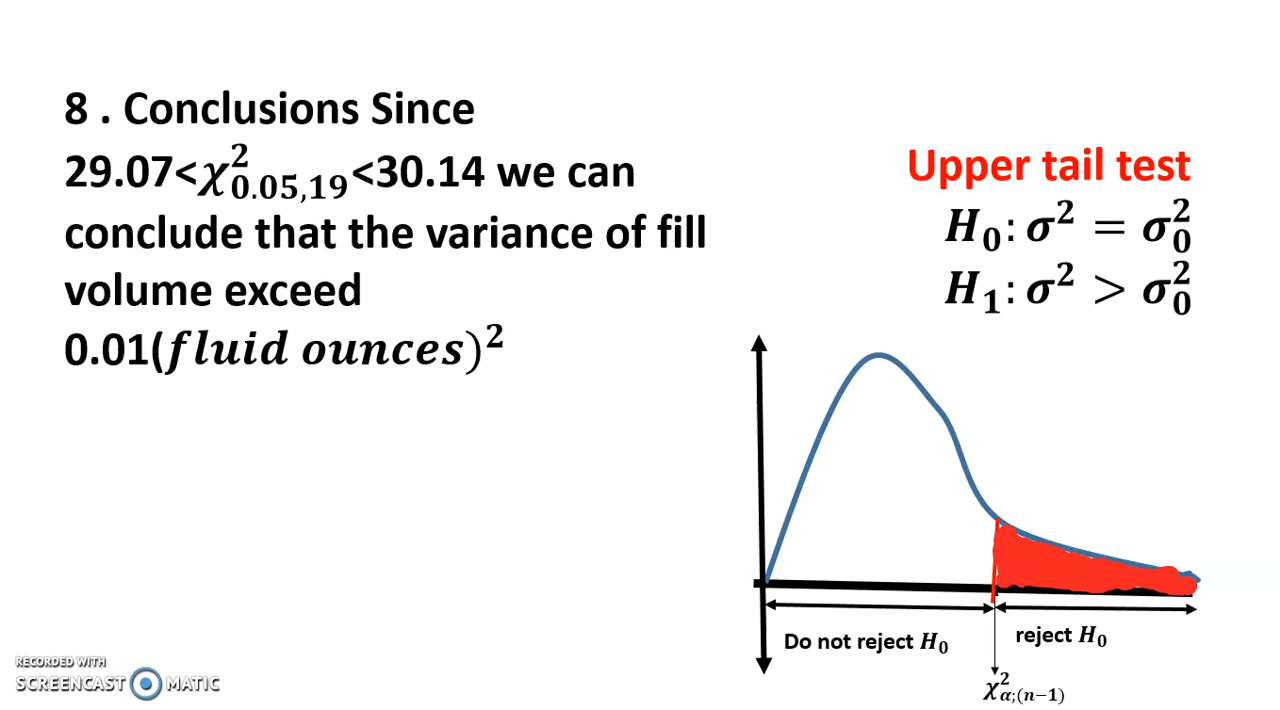 8 . Conclusions Since
29.07<χ²₀.₀₅,₁₉<30.14 we can
conclude that the variance of fill
volume exceed
0.01(fluid ounces)²
Upper tail test
H₀: σ² = σ₀²
H₁: σ² > σ₀²
Do not reject H₀
reject H₀
χ²α;(n−1)
RECORDED WITH
SCREENCAST MATIC